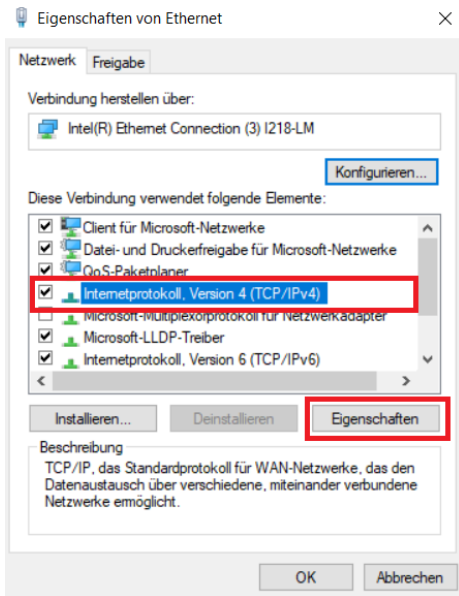 Eigenschaften von Ethernet
Netzwerk Freigabe
Verbindung herstellen über:
Intel(R) Ethernet Connection (3) I218-LM
Konfigurieren...
Diese Verbindung verwendet folgende Elemente:
Client für Microsoft-Netzwerke
Datei- und Druckerfreigabe für Microsoft-Netzwerke
QoS-Paketplaner
Internetprotokoll, Version 4 (TCP/IPv4)
Microsoft-Multiplexorprotokoll für Netzwerkadapter
Microsoft-LLDP-Treiber
Internetprotokoll, Version 6 (TCP/IPv6)
Installieren... Deinstallieren Eigenschaften
Beschreibung
TCP/IP, das Standardprotokoll für WAN-Netzwerke, das den
Datenaustausch über verschiedene, miteinander verbundene
Netzwerke ermöglicht.
OK Abbrechen